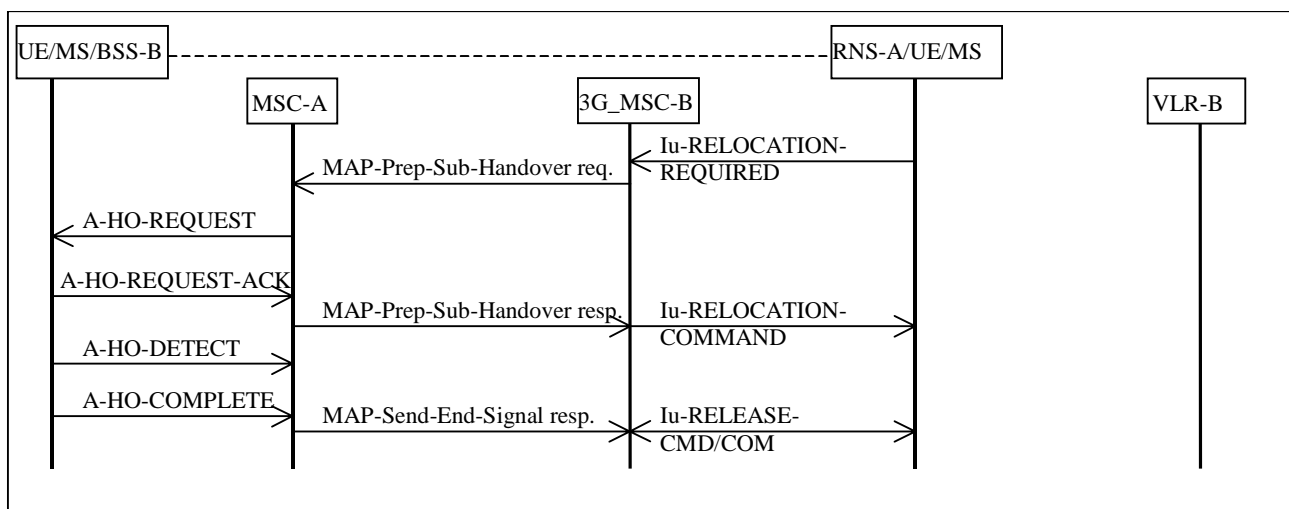 UE/MS/BSS-B
RNS-A/UE/MS
MSC-A
3G_MSC-B
VLR-B
Iu-RELOCATION-
REQUIRED
MAP-Prep-Sub-Handover req.
A-HO-REQUEST
A-HO-REQUEST-ACK
MAP-Prep-Sub-Handover resp.
Iu-RELOCATION-
COMMAND
A-HO-DETECT
A-HO-COMPLETE
MAP-Send-End-Signal resp.
Iu-RELEASE-
CMD/COM